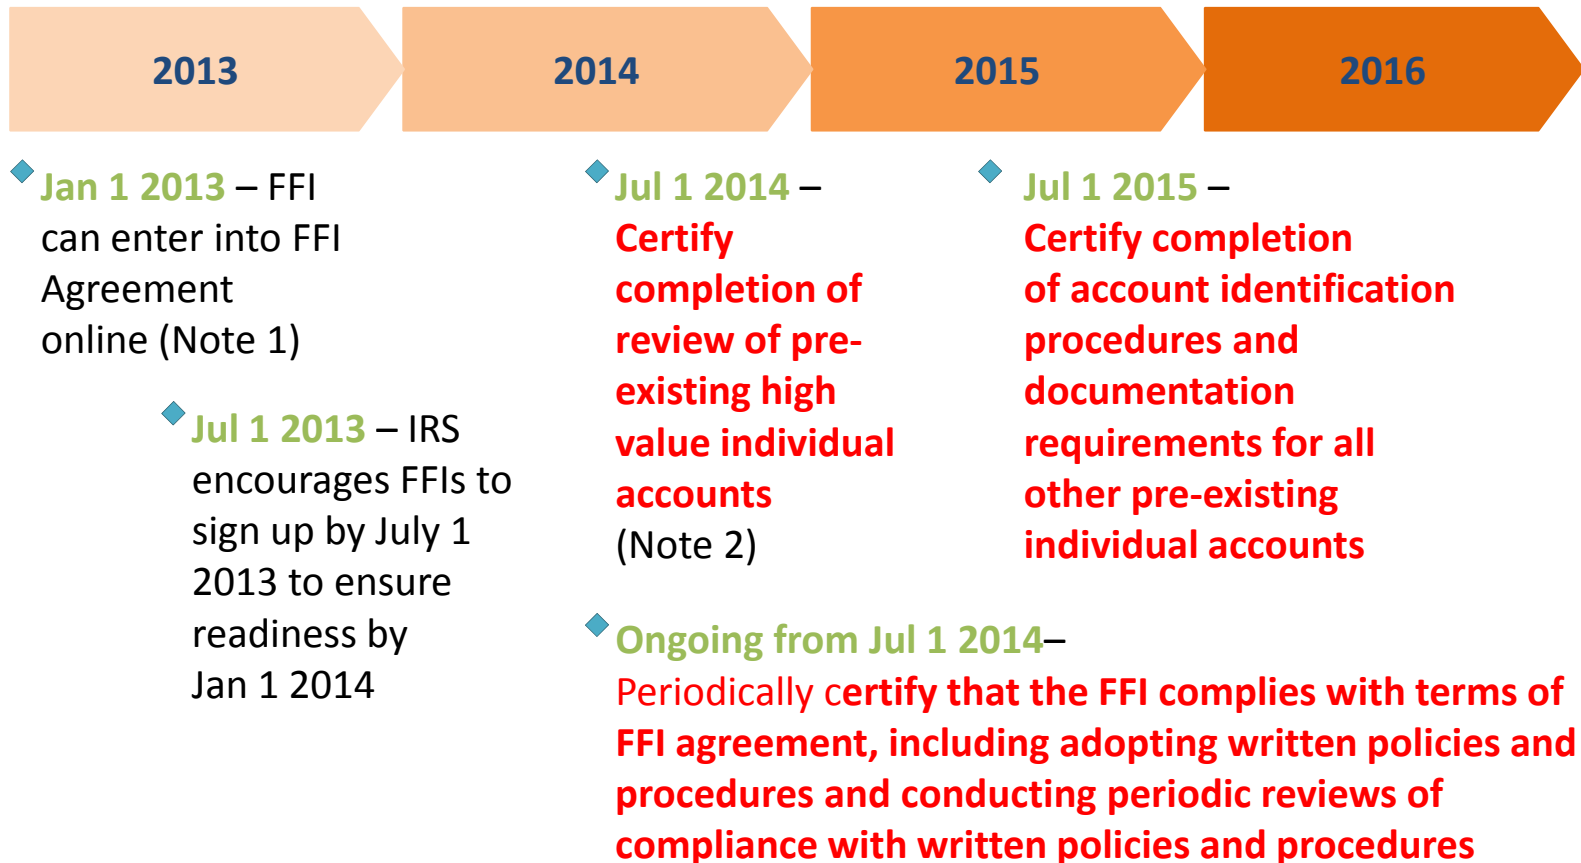 2013
2014
2015
2016
Jan 1 2013 – FFI
can enter into FFI
Agreement
online (Note 1)
Jul 1 2013 – IRS
encourages FFIs to
sign up by July 1
2013 to ensure
readiness by
Jan 1 2014
Jul 1 2014 –
Certify
completion of
review of pre-
existing high
value individual
accounts
(Note 2)
Jul 1 2015 –
Certify completion
of account identification
procedures and
documentation
requirements for all
other pre-existing
individual accounts
Ongoing from Jul 1 2014–
Periodically certify that the FFI complies with terms of
FFI agreement, including adopting written policies and
procedures and conducting periodic reviews of
compliance with written policies and procedures